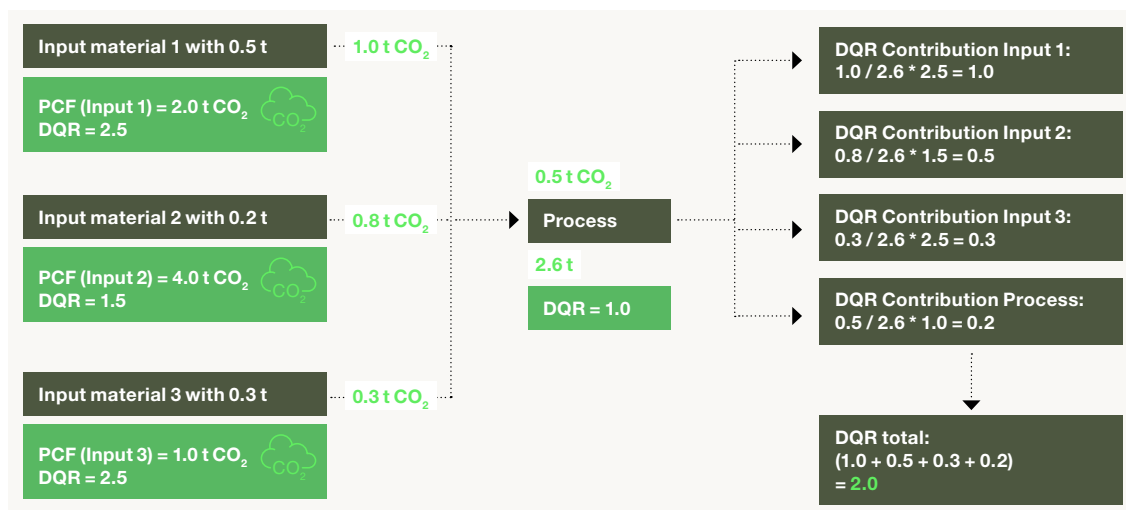 Input material 1 with 0.5 t
PCF (Input 1) = 2.0 t CO₂
DQR = 2.5
CO₂
1.0 t CO₂
Input material 2 with 0.2 t
PCF (Input 2) = 4.0 t CO₂
DQR = 1.5
CO₂
0.8 t CO₂
Input material 3 with 0.3 t
PCF (Input 3) = 1.0 t CO₂
DQR = 2.5
CO₂
0.3 t CO₂
0.5 t CO₂
Process
2.6 t
DQR = 1.0
DQR Contribution Input 1:
1.0 / 2.6 * 2.5 = 1.0
DQR Contribution Input 2:
0.8 / 2.6 * 1.5 = 0.5
DQR Contribution Input 3:
0.3 / 2.6 * 2.5 = 0.3
DQR Contribution Process:
0.5 / 2.6 * 1.0 = 0.2
DQR total:
(1.0 + 0.5 + 0.3 + 0.2)
= 2.0